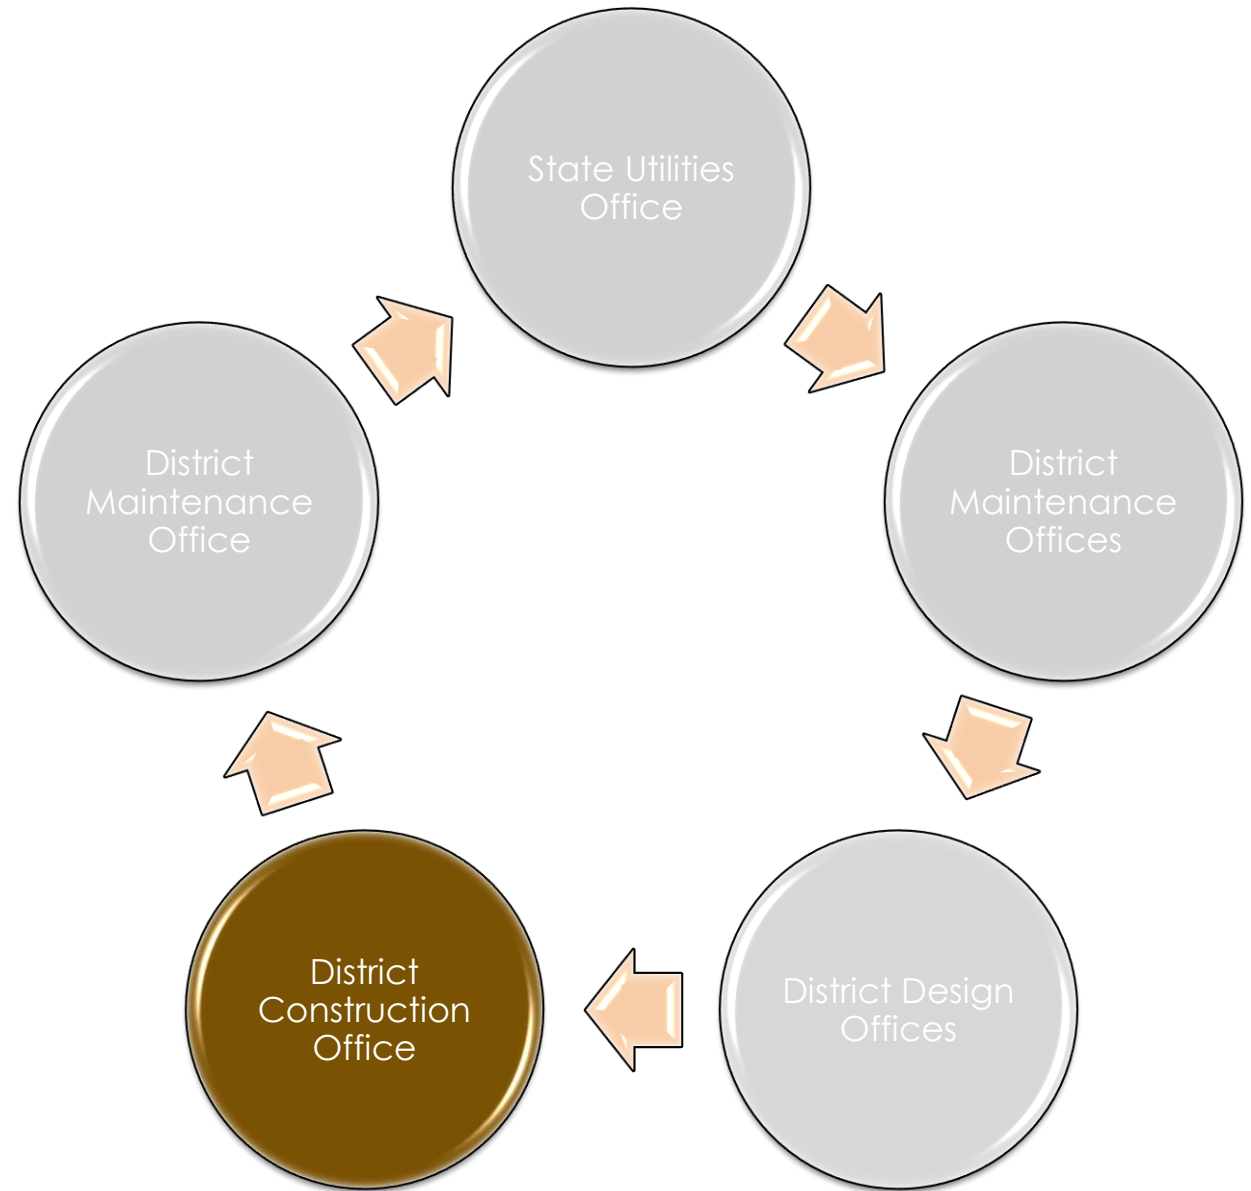 State Utilities
Office
District
Maintenance
Office
District
Maintenance
Offices
District
Construction
Office
District Design
Offices